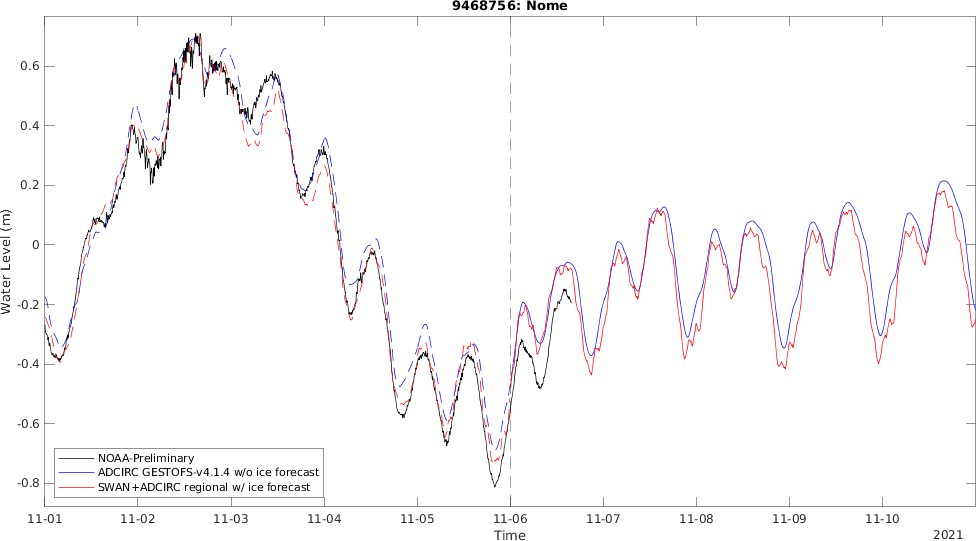 9468756: Nome
Water Level (m)
0.6
0.4
0.2
0
-0.2
-0.4
-0.6
-0.8
NOAA-Preliminary
ADCIRC GESTOFS-v4.1.4 w/o ice forecast
SWAN+ADCIRC regional w/ ice forecast
11-01 11-02 11-03 11-04 11-05 11-06 11-07 11-08 11-09 11-10
Time
2021